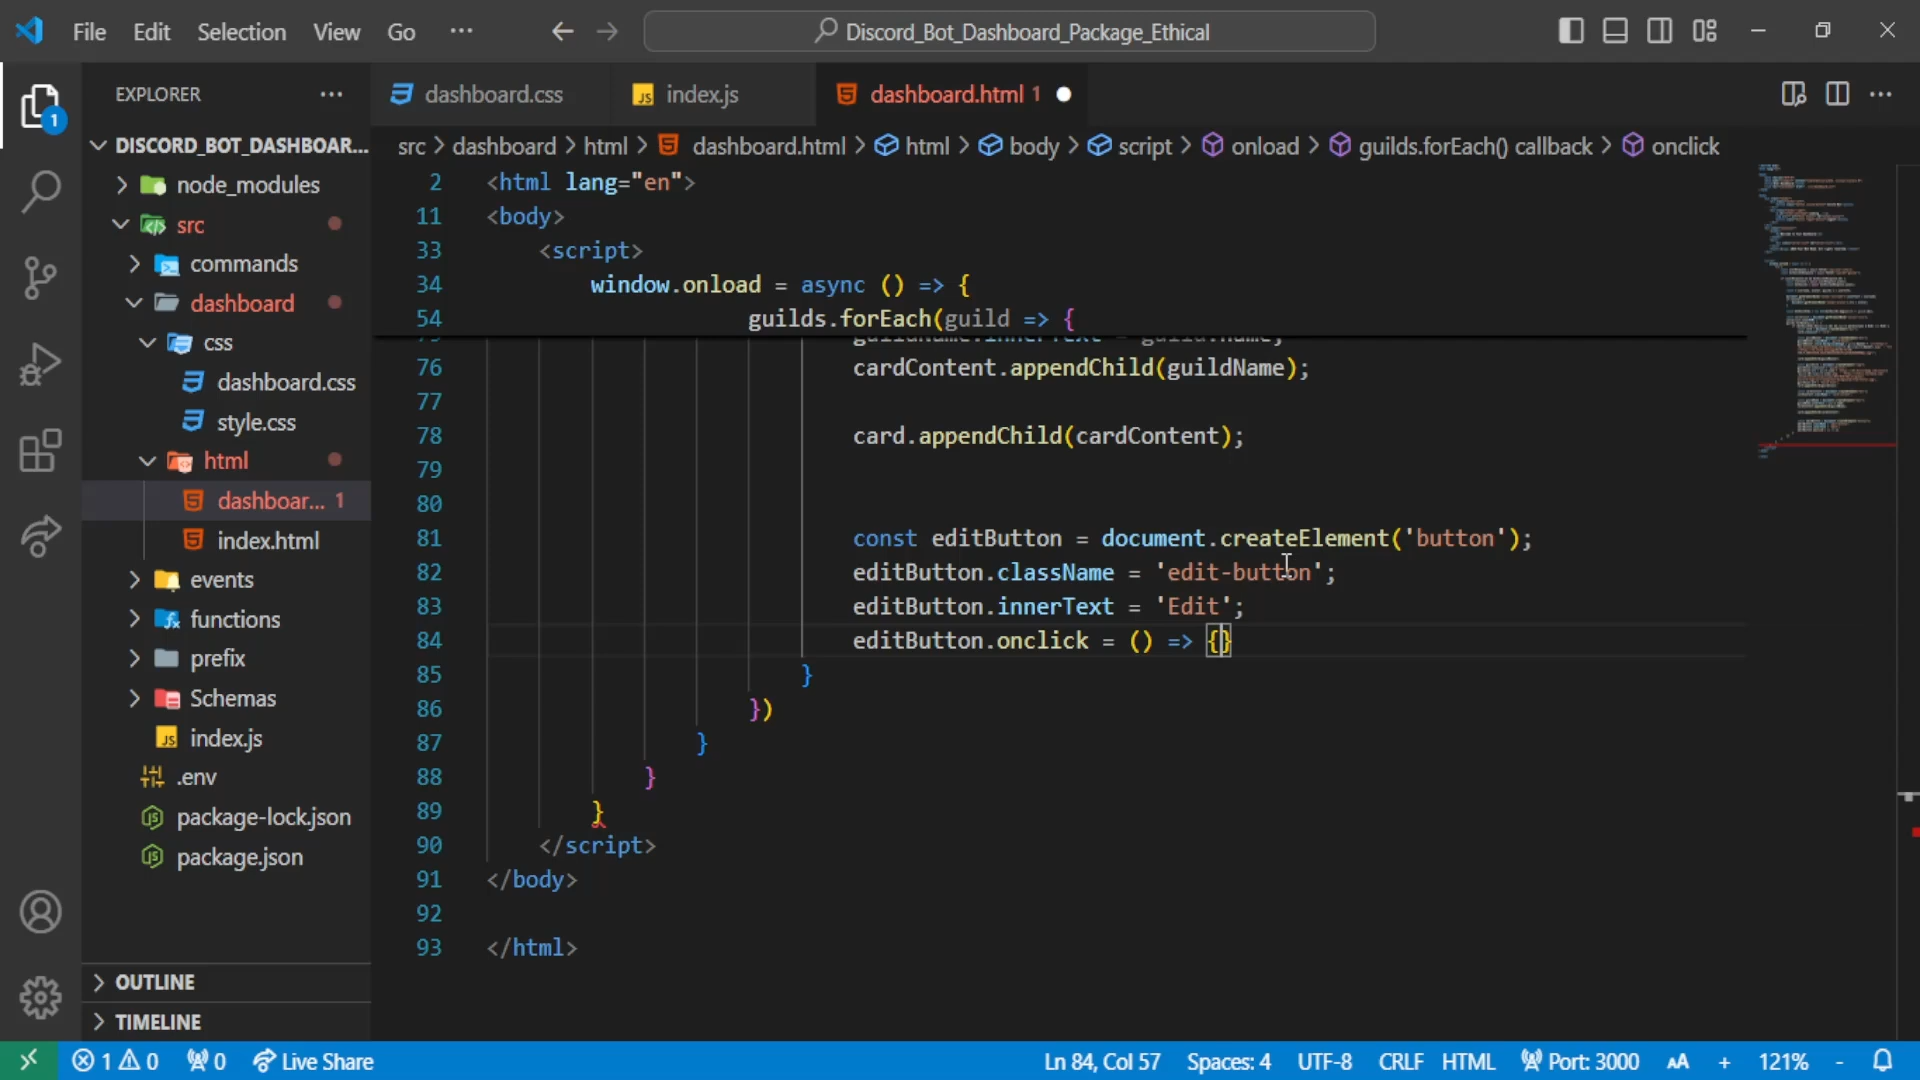 File Edit Selection View Go ··· Discord_Bot_Dashboard_Package_Ethical
EXPLORER
1
DISCORD_BOT_DASHBOAR...
node_modules
src
commands
dashboard
css
dashboard.css
style.css
html
dashboar... 1
index.html
events
functions
prefix
Schemas
index.js
.env
package-lock.json
package.json
OUTLINE
TIMELINE
dashboard.css index.js dashboard.html 1
src > dashboard > html > dashboard.html > html > body > script > onload > guilds.forEach() callback > onclick
2 <html lang="en">
11 <body>
33 <script>
34 window.onload = async () => {
54 guilds.forEach(guild => {
76 cardContent.appendChild(guildName);
77
78 card.appendChild(cardContent);
79
80
81 const editButton = document.createElement('button');
82 editButton.className = 'edit-button';
83 editButton.innerText = 'Edit';
84 editButton.onclick = () => {}
85 }
86 })
87 }
88 }
89 }
90 </script>
91 </body>
92
93 </html>
1 0 0 Live Share Ln 84, Col 57 Spaces: 4 UTF-8 CRLF HTML Port: 3000 AA + 121% -